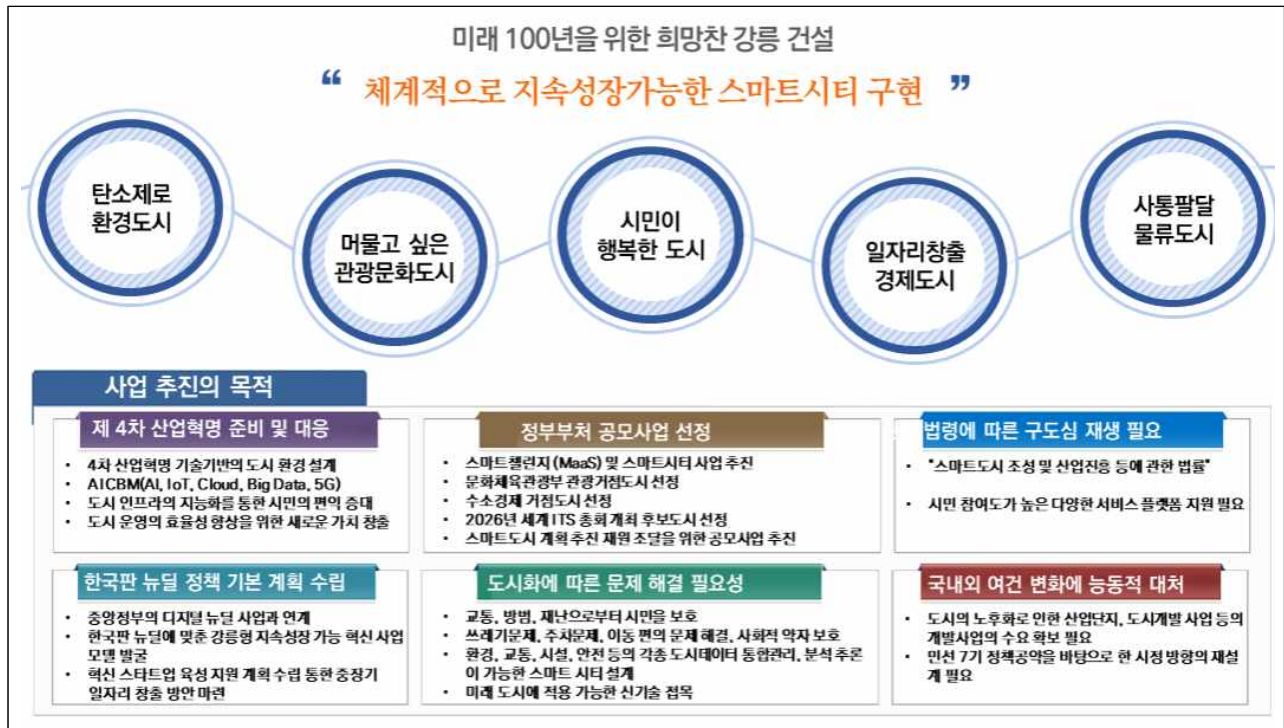 미래 100년을 위한 희망찬 강릉 건설
“ 체계적으로 지속성장가능한 스마트시티 구현 ”
탄소제로
환경도시
머물고 싶은
관광문화도시
시민이
행복한 도시
일자리창출
경제도시
사통팔달
물류도시
사업 추진의 목적
제 4차 산업혁명 준비 및 대응
• 4차 산업혁명 기술기반의 도시 환경 설계
• AICBM(AI, IoT, Cloud, Big Data, 5G)
• 도시 인프라의 지능화를 통한 시민의 편익 증대
• 도시 운영의 효율성 향상을 위한 새로운 가치 창출
정부부처 공모사업 선정
• 스마트챌린지 (MaaS) 및 스마트시티 사업 추진
• 문화체육관광부 관광거점도시 선정
• 수소경제 거점도시 선정
• 2026년 세계 ITS 총회 개최 후보도시 선정
• 스마트도시 계획 추진 재원 조달을 위한 공모사업 추진
법령에 따른 구도심 재생 필요
• "스마트도시 조성 및 산업진흥 등에 관한 법률"
• 시민 참여도가 높은 다양한 서비스 플랫폼 지원 필요
한국판 뉴딜 정책 기본 계획 수립
• 중앙정부의 디지털 뉴딜 사업과 연계
• 한국판 뉴딜에 맞춘 강릉형 지속성장 가능 혁신 사업
모델 발굴
• 혁신 스타트업 육성 지원 계획 수립 통한 중장기
일자리 창출 방안 마련
도시화에 따른 문제 해결 필요성
• 교통, 방범, 재난으로부터 시민을 보호
• 쓰레기문제, 주차문제, 이동 편의 문제 해결, 사회적 약자 보호
• 환경, 교통, 시설, 안전 등의 각종 도시데이터 통합관리, 분석 추론
이 가능한 스마트 시티 설계
• 미래 도시에 적용 가능한 신기술 접목
국내외 여건 변화에 능동적 대처
• 도시의 노후화로 인한 산업단지, 도시개발 사업 등의
개발사업의 수요 확보 필요
• 민선 7기 정책공약을 바탕으로 한 시정 방향의 재설
계 필요